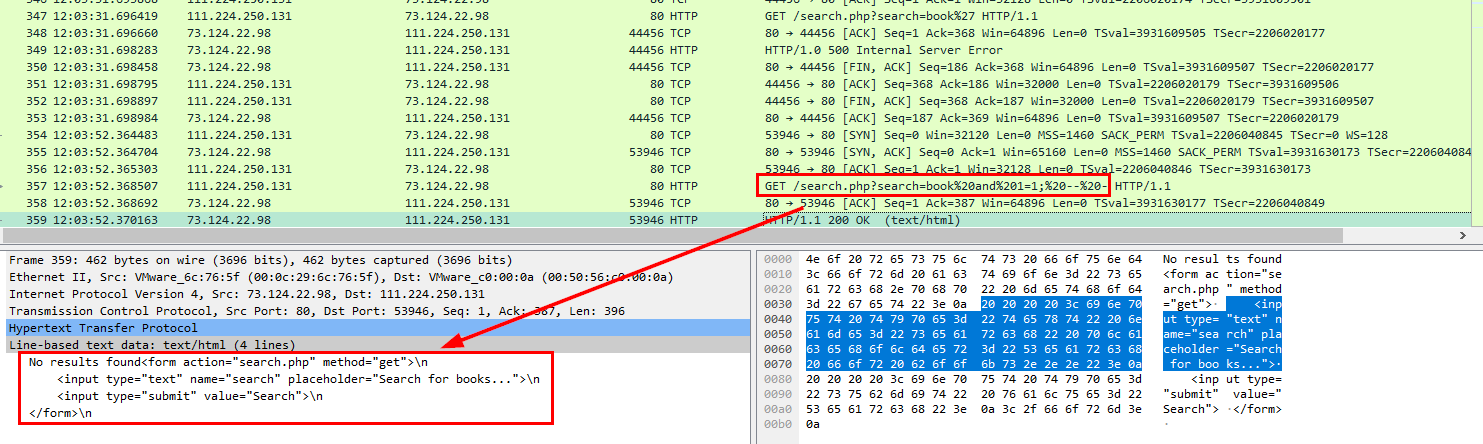 347 12:03:31.696419 111.224.250.131 73.124.22.98 80 HTTP GET /search.php?search=book%27 HTTP/1.1
348 12:03:31.696660 73.124.22.98 111.224.250.131 44456 TCP 80 → 44456 [ACK] Seq=1 Ack=368 Win=64896 Len=0 TSval=3931609505 TSecr=2206020177
349 12:03:31.698283 73.124.22.98 111.224.250.131 44456 HTTP HTTP/1.0 500 Internal Server Error
350 12:03:31.698458 73.124.22.98 111.224.250.131 44456 TCP 80 → 44456 [FIN, ACK] Seq=186 Ack=368 Win=64896 Len=0 TSval=3931609507 TSecr=2206020177
351 12:03:31.698795 111.224.250.131 73.124.22.98 80 TCP 44456 → 80 [ACK] Seq=368 Ack=186 Win=32000 Len=0 TSval=2206020179 TSecr=3931609506
352 12:03:31.698897 111.224.250.131 73.124.22.98 80 TCP 44456 → 80 [FIN, ACK] Seq=368 Ack=187 Win=32000 Len=0 TSval=2206020179 TSecr=3931609507
353 12:03:31.698984 73.124.22.98 111.224.250.131 44456 TCP 80 → 44456 [ACK] Seq=187 Ack=369 Win=64896 Len=0 TSval=3931609507 TSecr=2206020179
354 12:03:52.364483 111.224.250.131 73.124.22.98 80 TCP 53946 → 80 [SYN] Seq=0 Win=32120 Len=0 MSS=1460 SACK_PERM TSval=2206040845 TSecr=0 WS=128
355 12:03:52.364704 73.124.22.98 111.224.250.131 53946 TCP 80 → 53946 [SYN, ACK] Seq=0 Ack=1 Win=65160 Len=0 MSS=1460 SACK_PERM TSval=3931630173 TSecr=220604084
356 12:03:52.365303 111.224.250.131 73.124.22.98 80 TCP 53946 → 80 [ACK] Seq=1 Ack=1 Win=32128 Len=0 TSval=2206040846 TSecr=3931630173
357 12:03:52.368507 111.224.250.131 73.124.22.98 80 HTTP GET /search.php?search=book%20and%201=1;%20--%20- HTTP/1.1
358 12:03:52.368692 73.124.22.98 111.224.250.131 53946 TCP 80 → 53946 [ACK] Seq=1 Ack=387 Win=64896 Len=0 TSval=3931630177 TSecr=2206040849
359 12:03:52.370163 73.124.22.98 111.224.250.131 53946 HTTP HTTP/1.1 200 OK (text/html)
Frame 359: 462 bytes on wire (3696 bits), 462 bytes captured (3696 bits)
Ethernet II, Src: VMware_6c:76:5f (00:0c:29:6c:76:5f), Dst: VMware_c0:00:0a (00:50:56:c0:00:0a)
Internet Protocol Version 4, Src: 73.124.22.98, Dst: 111.224.250.131
Transmission Control Protocol, Src Port: 80, Dst Port: 53946, Seq: 1, Ack: 387, Len: 396
Hypertext Transfer Protocol
Line-based text data: text/html (4 lines)
No results found<form action="search.php" method="get">\n
<input type="text" name="search" placeholder="Search for books...">\n
<input type="submit" value="Search">\n
</form>\n
0000 4e 6f 20 72 65 73 75 6c 74 73 20 66 6f 75 6e 64 No resul ts found
0010 3c 66 6f 72 6d 20 61 63 74 69 6f 6e 3d 22 73 65 <form ac tion="se
0020 61 72 63 68 2e 70 68 70 22 20 6d 65 74 68 6f 64 arch.php " method
0030 3d 22 67 65 74 22 3e 0a 20 20 20 20 3c 69 6e 70 ="get">· <inp
0040 75 74 20 74 79 70 65 3d 22 74 65 78 74 22 20 6e ut type= "text" n
0050 61 6d 65 3d 22 73 65 61 72 63 68 22 20 70 6c 61 ame="sea rch" pla
0060 63 65 68 6f 6c 64 65 72 3d 22 53 65 61 72 63 68 ceholder ="Search
0070 20 66 6f 72 20 62 6f 6f 6b 73 2e 2e 2e 22 3e 0a for boo ks...">·
0080 20 20 20 20 3c 69 6e 70 75 74 20 74 79 70 65 3d <inp ut type=
0090 22 73 75 62 6d 69 74 22 20 76 61 6c 75 65 3d 22 "submit" value="
00a0 53 65 61 72 63 68 22 3e 0a 3c 2f 66 6f 72 6d 3e Search"> ·</form>
00b0 0a ·